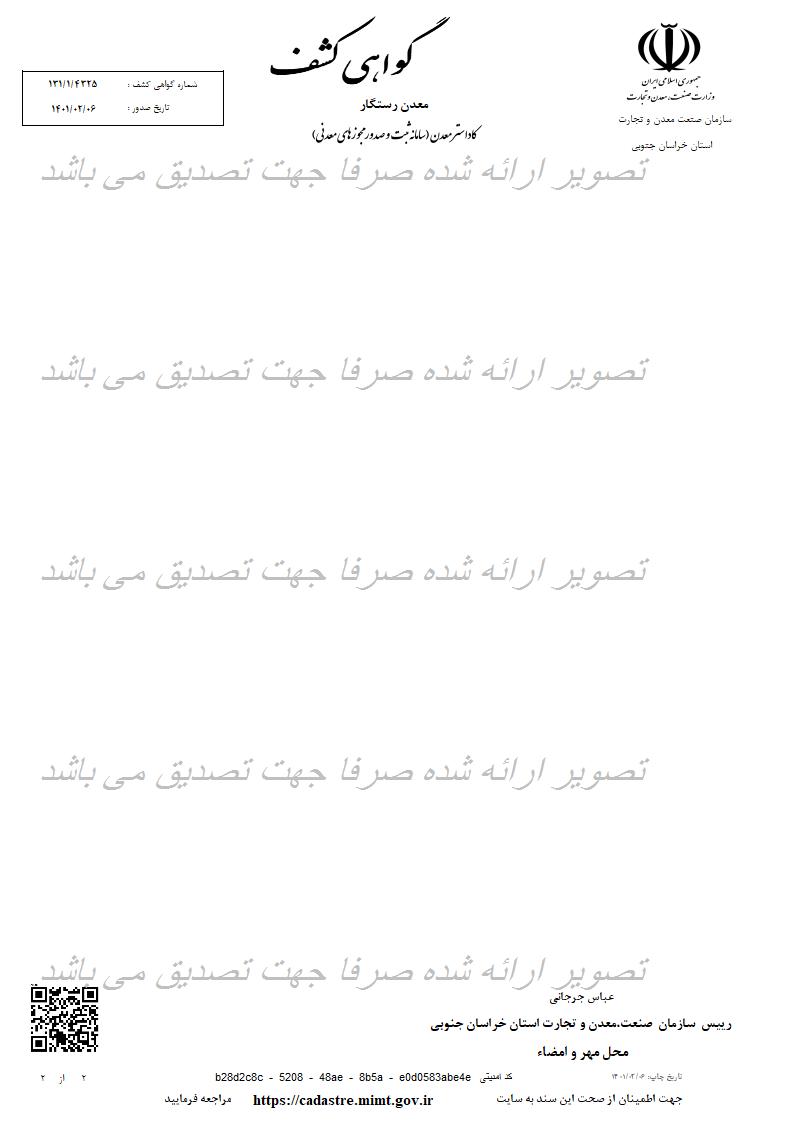 جمهوری اسلامی ایران
وزارت صنعت، معدن و تجارت
سازمان صنعت معدن و تجارت
استان خراسان جنوبی
گواهی کشف
معدن رستگار
کاداستر معدن (سامانه ثبت و صدور مجوزهای معدنی)
شماره گواهی کشف : ۱۳۱/۱/۴۳۲۵
تاریخ صدور : ۱۴۰۱/۰۲/۰۶
تصویر ارائه شده صرفا جهت تصدیق می باشد
تصویر ارائه شده صرفا جهت تصدیق می باشد
تصویر ارائه شده صرفا جهت تصدیق می باشد
تصویر ارائه شده صرفا جهت تصدیق می باشد
تصویر ارائه شده صرفا جهت تصدیق می باشد
عباس جرجانی
رییس سازمان صنعت،معدن و تجارت استان خراسان جنوبی
محل مهر و امضاء
تاریخ چاپ: ۱۴۰۱/۰۲/۰۶ کد امنیتی b28d2c8c - 5208 - 48ae - 8b5a - e0d0583abe4e ۲ از ۲
جهت اطمینان از صحت این سند به سایت https://cadastre.mimt.gov.ir مراجعه فرمایید